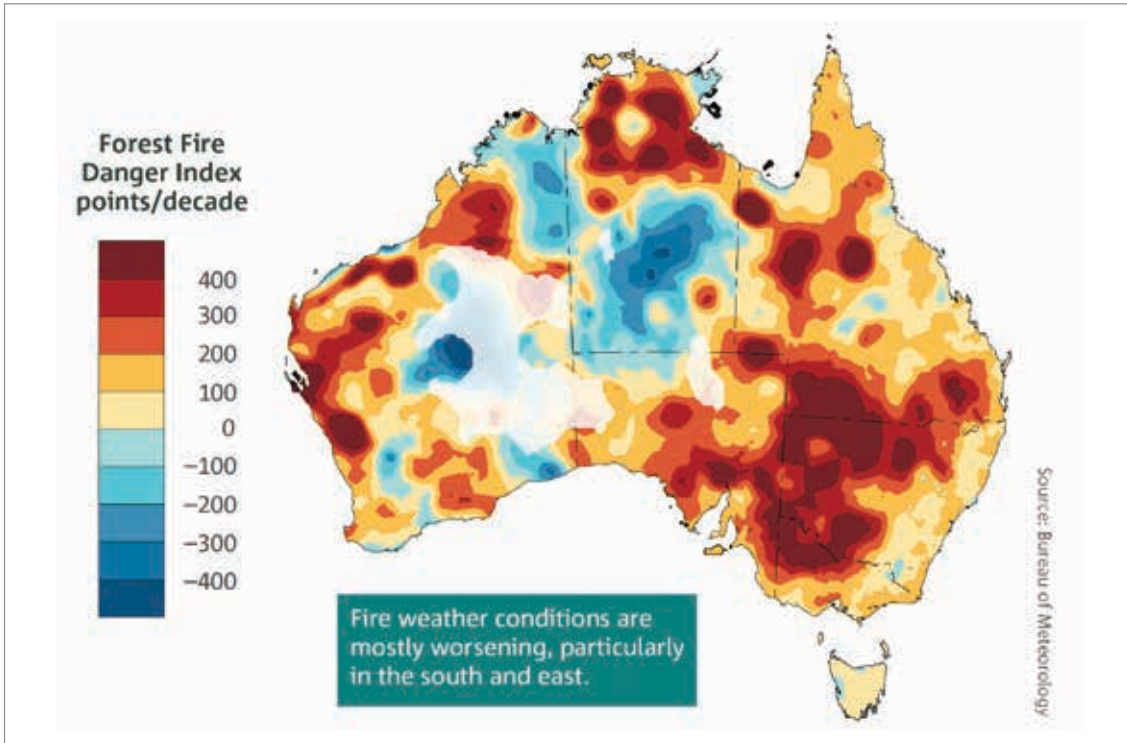 Forest Fire
Danger Index
points/decade
400
300
200
100
0
−100
−200
−300
−400
Fire weather conditions are
mostly worsening, particularly
in the south and east.
Source: Bureau of Meteorology